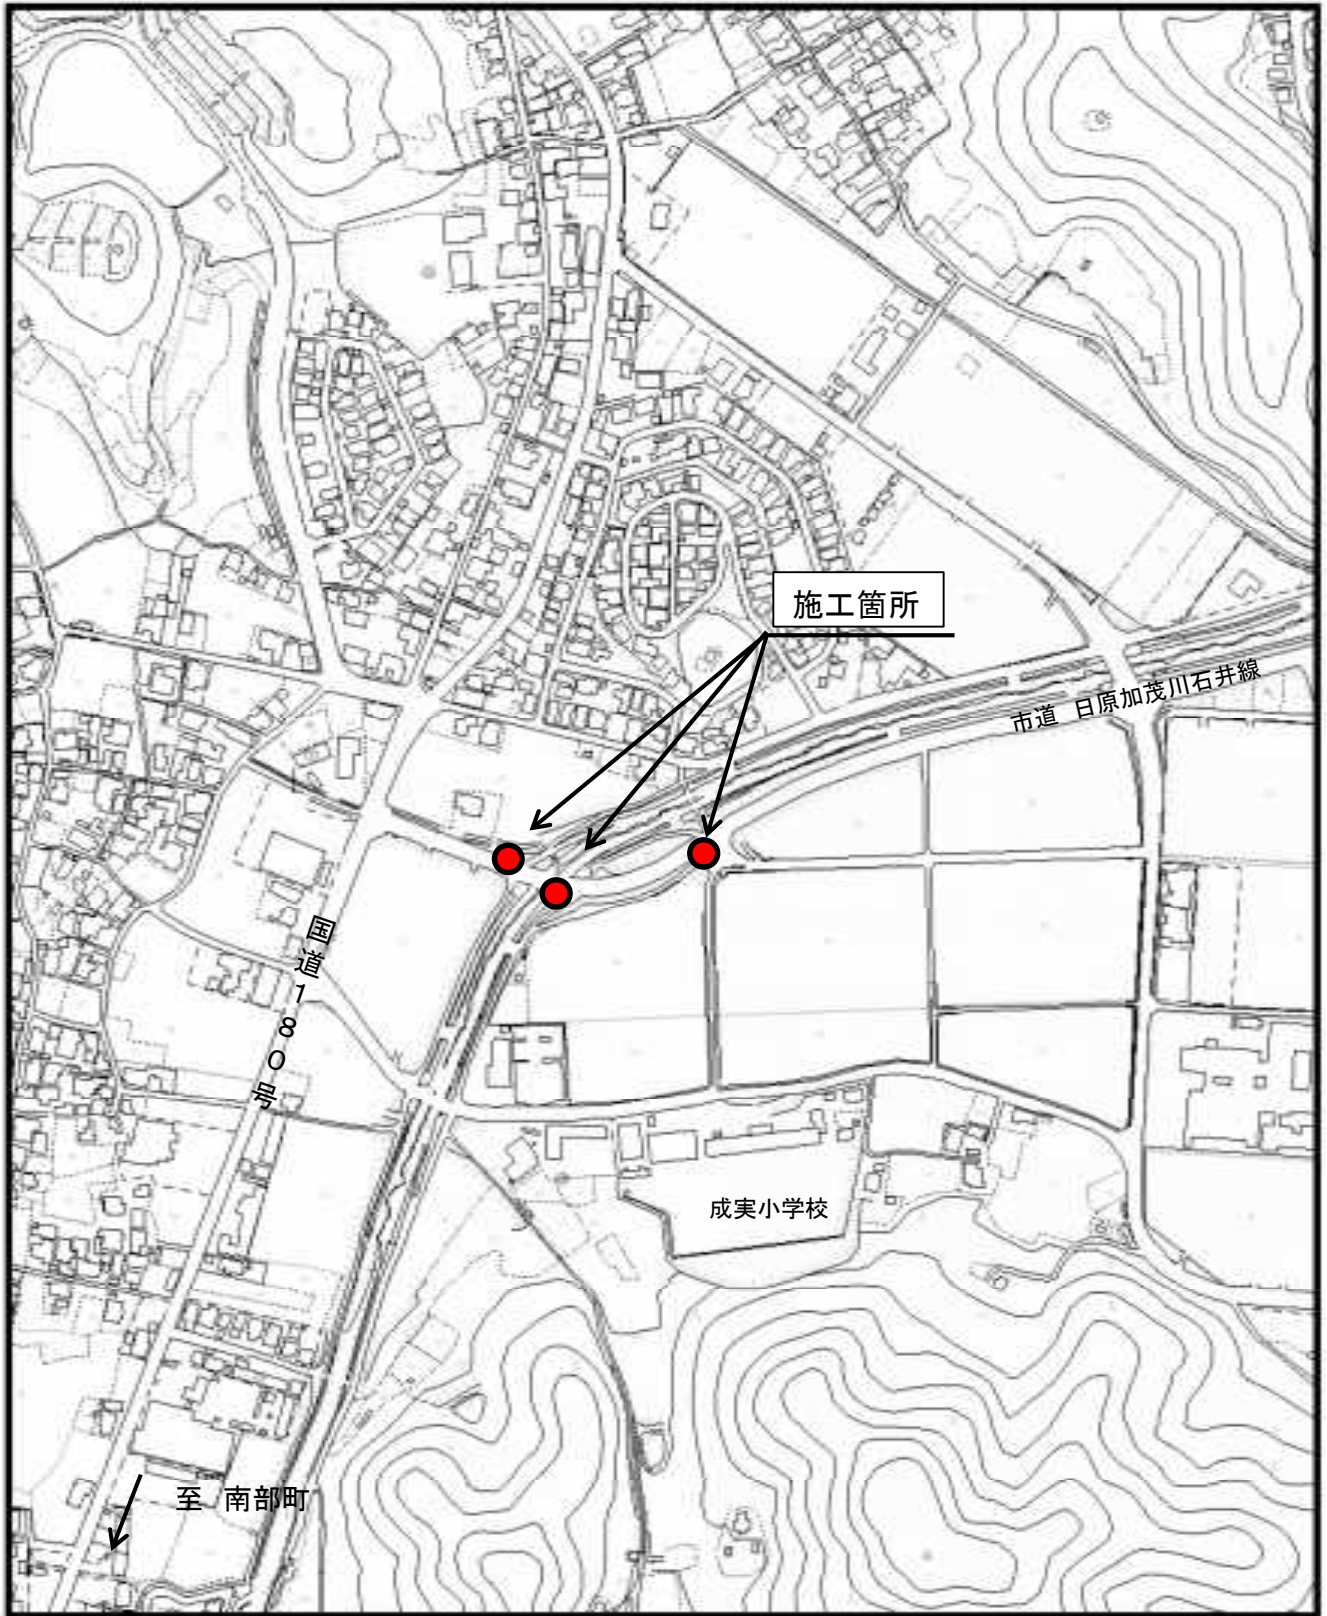 施工箇所
市道　日原加茂川石井線
国道１８０号
成実小学校
至　南部町